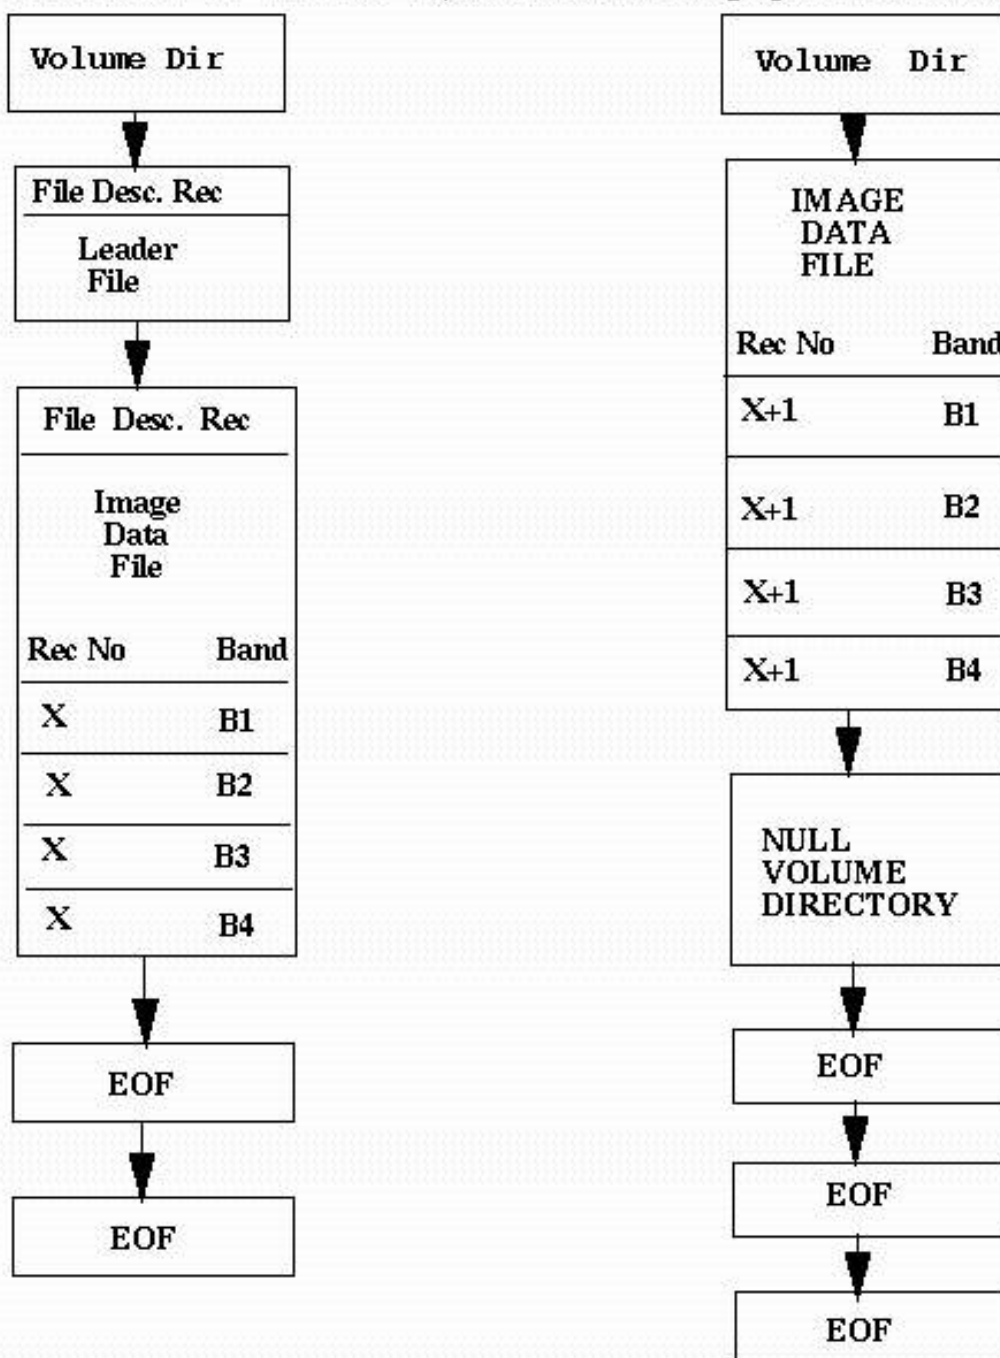 Volume Dir
File Desc. Rec
Leader
File
File Desc. Rec
Image
Data
File
Rec No Band
X B1
X B2
X B3
X B4
EOF
EOF
Volume Dir
IMAGE
DATA
FILE
Rec No Band
X+1 B1
X+1 B2
X+1 B3
X+1 B4
NULL
VOLUME
DIRECTORY
EOF
EOF
EOF